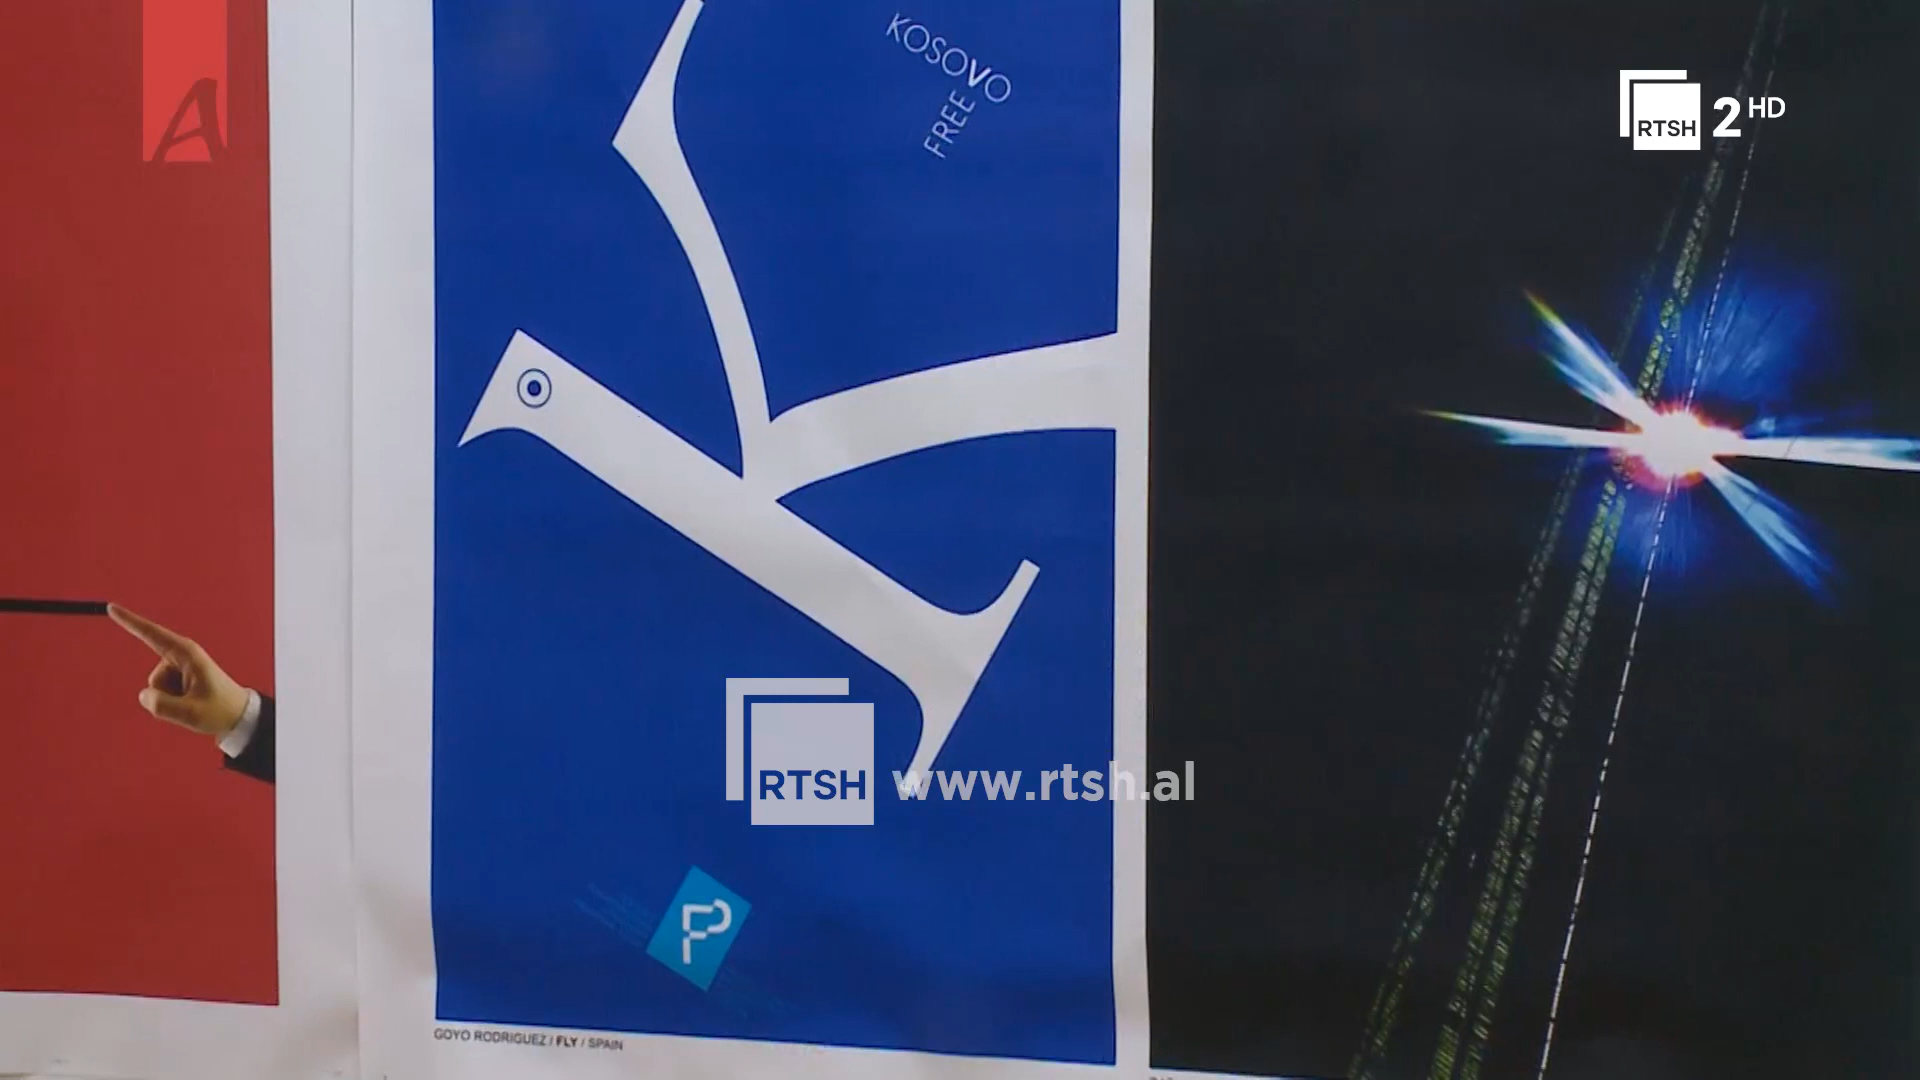 A
KOSOVO
FREE
RTSH 2 HD
RTSH www.rtsh.al
P
GOYO RODRIGUEZ / FLY / SPAIN